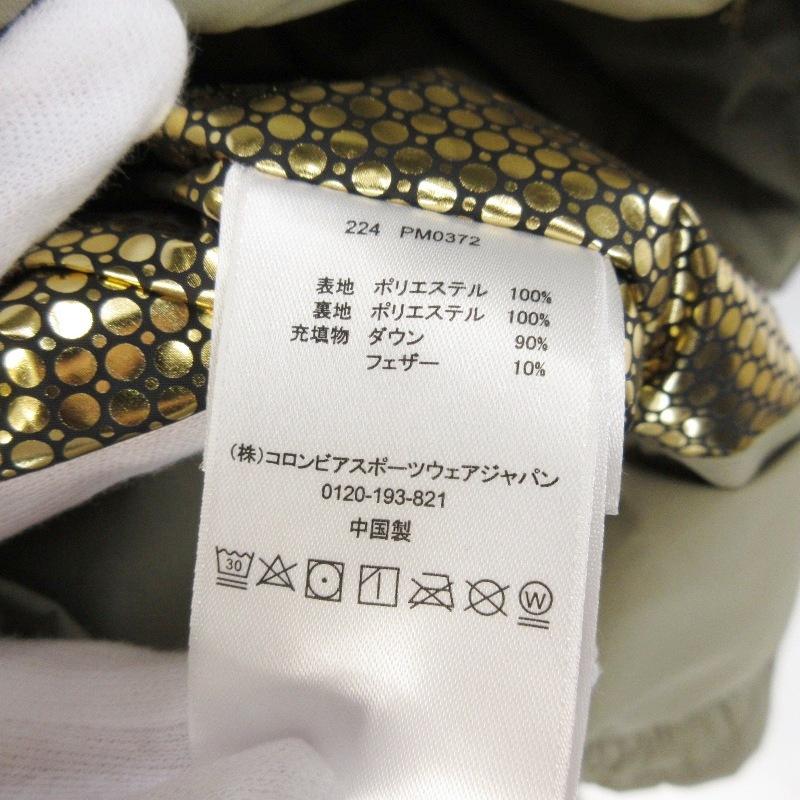 224 PM0372
表地 ポリエステル 100%
裏地 ポリエステル 100%
充填物 ダウン 90%
フェザー 10%
(株)コロンビアスポーツウェアジャパン
0120-193-821
中国製
30 W